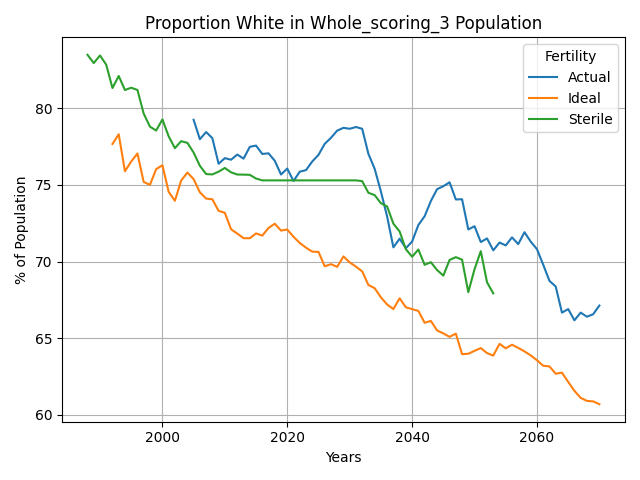 Proportion White in Whole_scoring_3 Population
Fertility
Actual
Ideal
Sterile
% of Population
80
75
70
65
60
2000
2020
2040
2060
Years